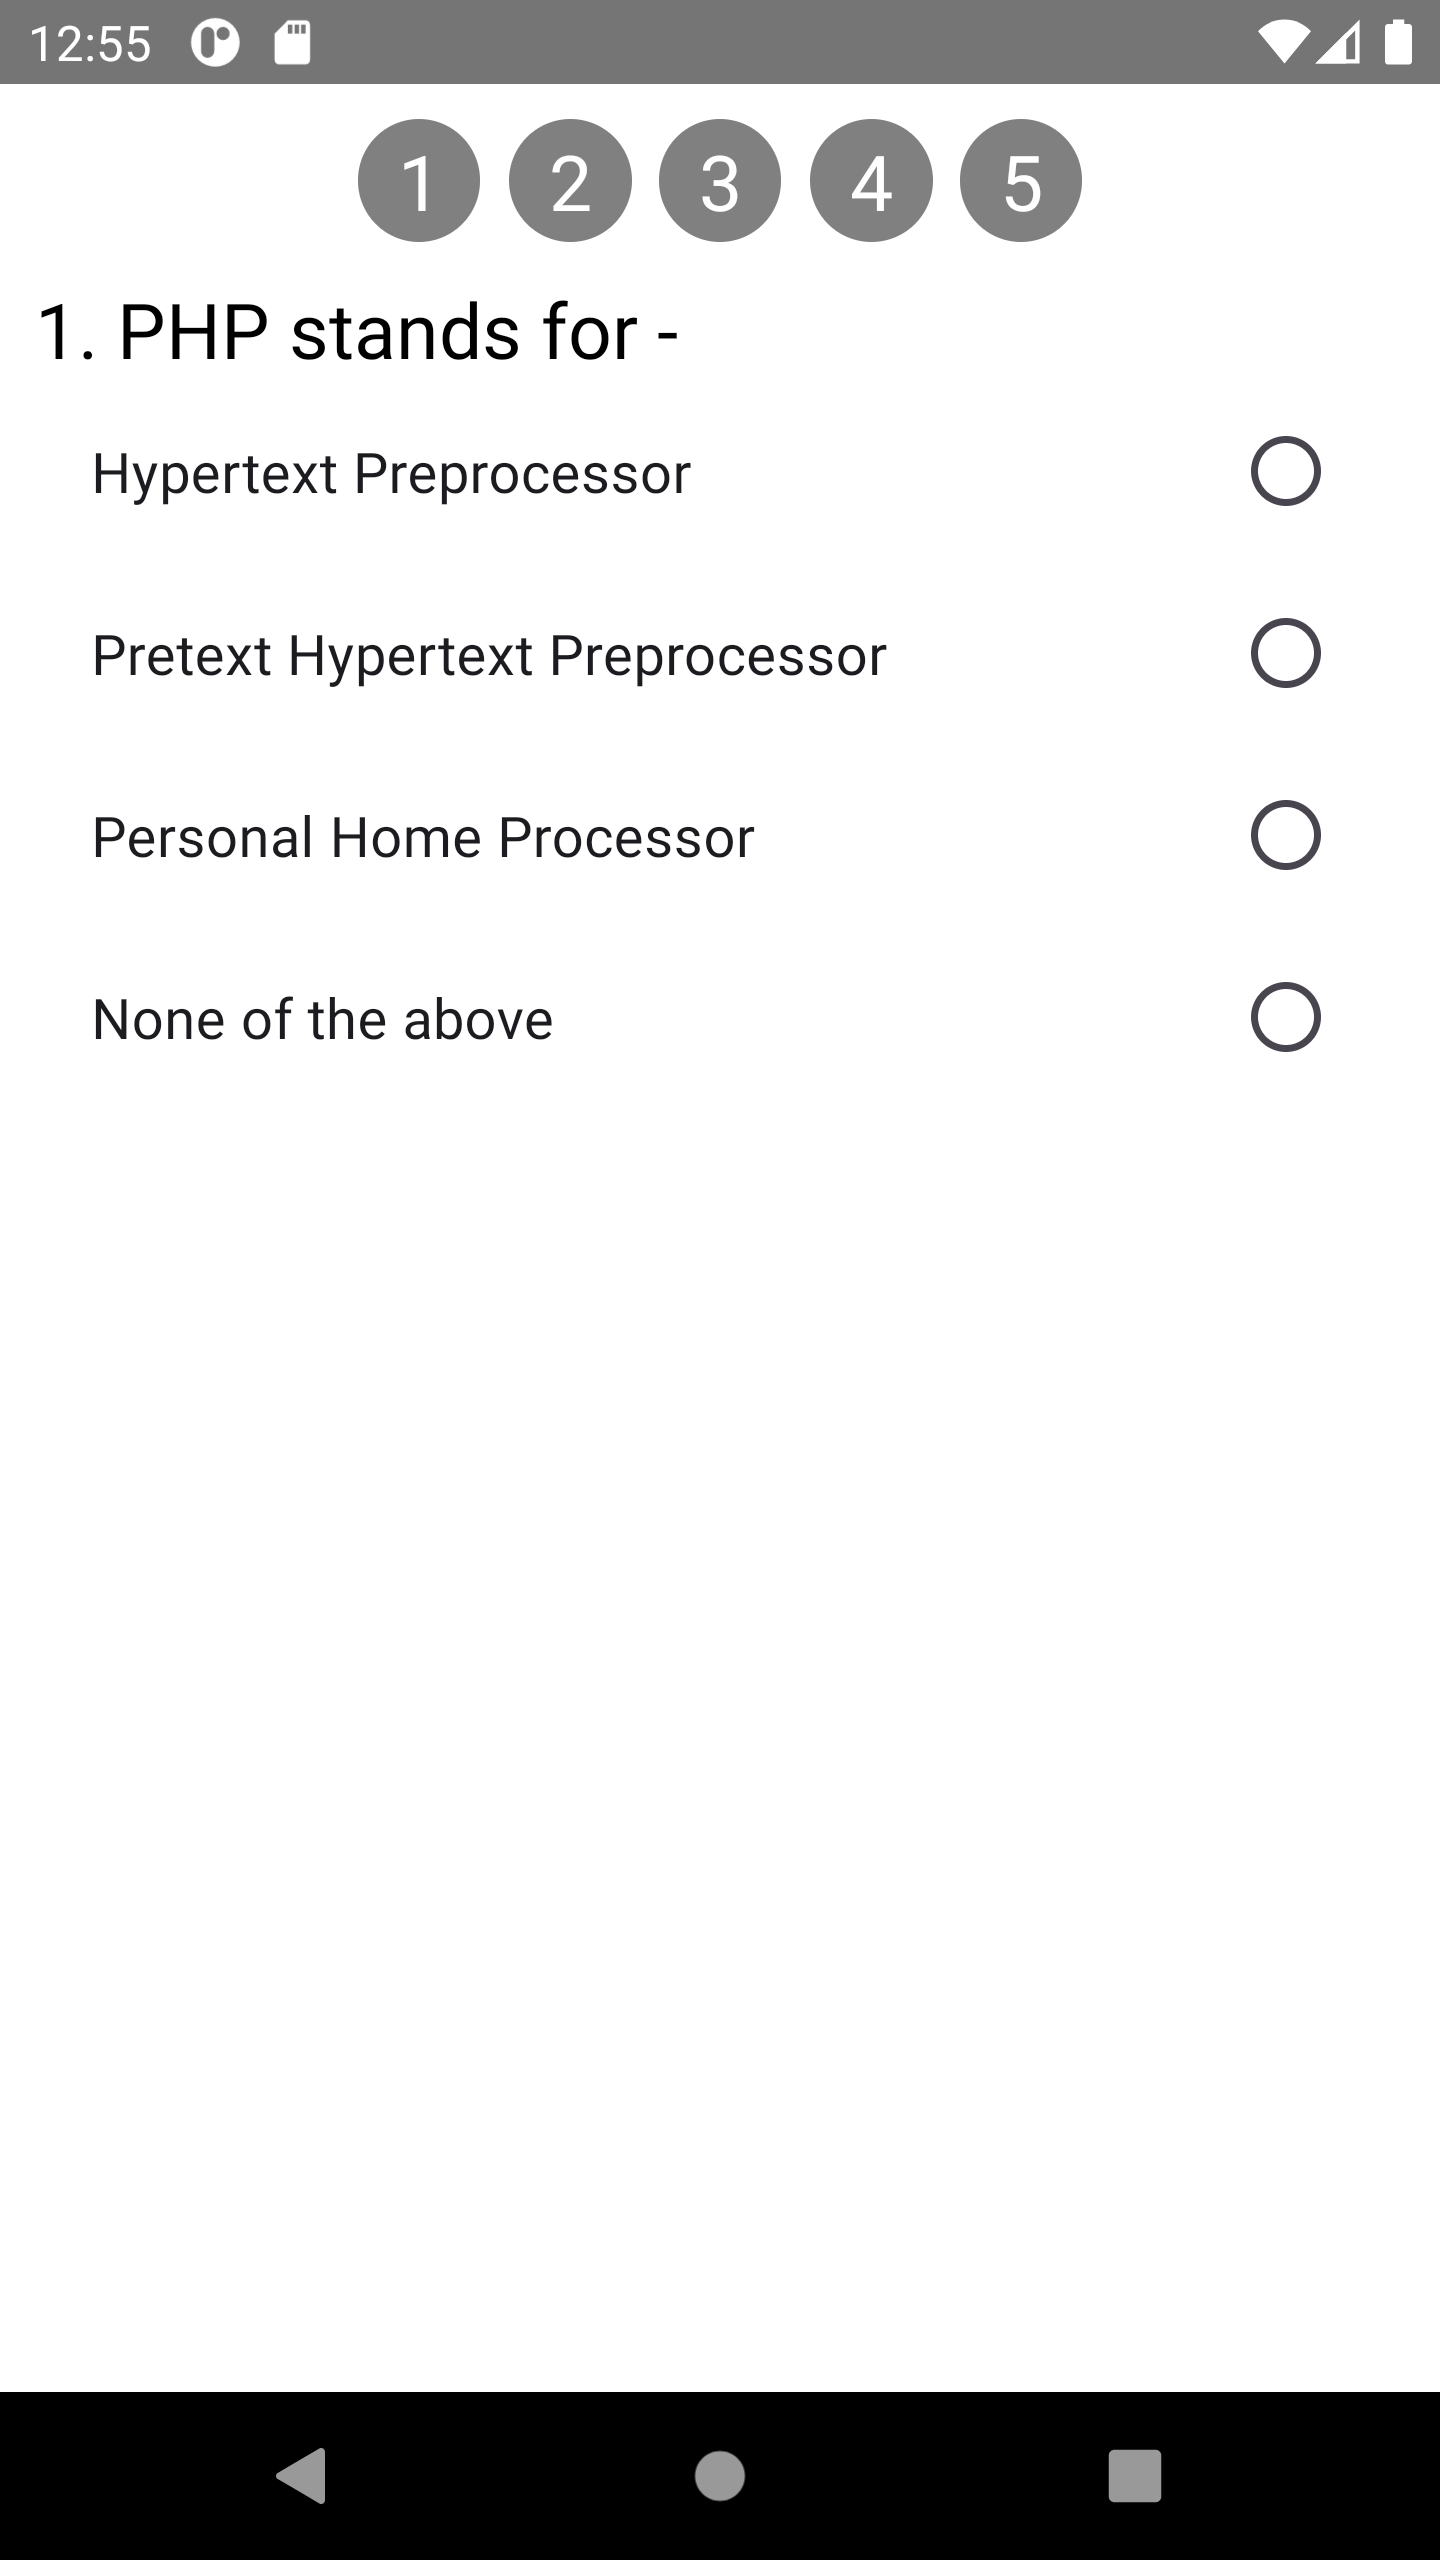 12:55
1 2 3 4 5
1. PHP stands for -
Hypertext Preprocessor
Pretext Hypertext Preprocessor
Personal Home Processor
None of the above